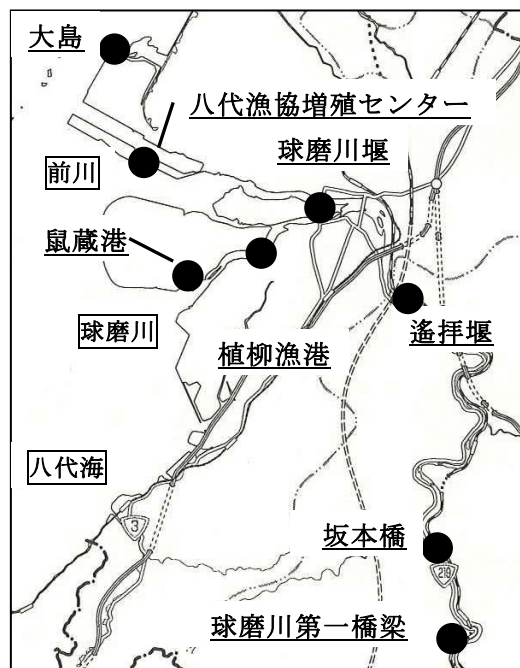 大島
八代漁協増殖センター
球磨川堰
前川
鼠蔵港
球磨川
遙拝堰
植柳漁港
八代海
3
坂本橋
219
球磨川第一橋梁